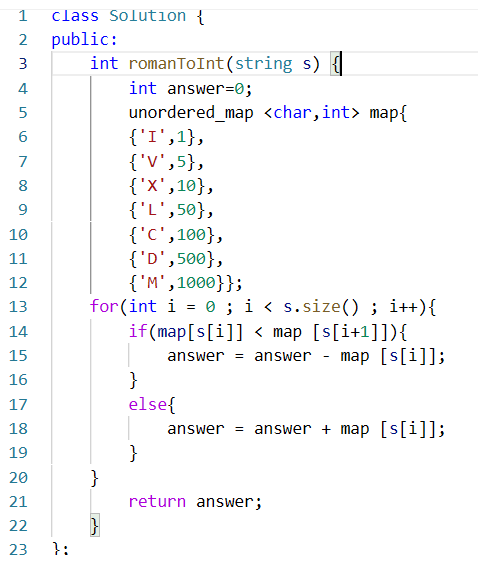 1 class Solution {
2 public:
3     int romanToInt(string s) {
4         int answer=0;
5         unordered_map <char,int> map{
6         {'I',1},
7         {'V',5},
8         {'X',10},
9         {'L',50},
10         {'C',100},
11         {'D',500},
12         {'M',1000}};
13     for(int i = 0 ; i < s.size() ; i++){
14         if(map[s[i]] < map [s[i+1]]){
15             answer = answer - map [s[i]];
16         }
17         else{
18             answer = answer + map [s[i]];
19         }
20     }
21         return answer;
22     }
23 };